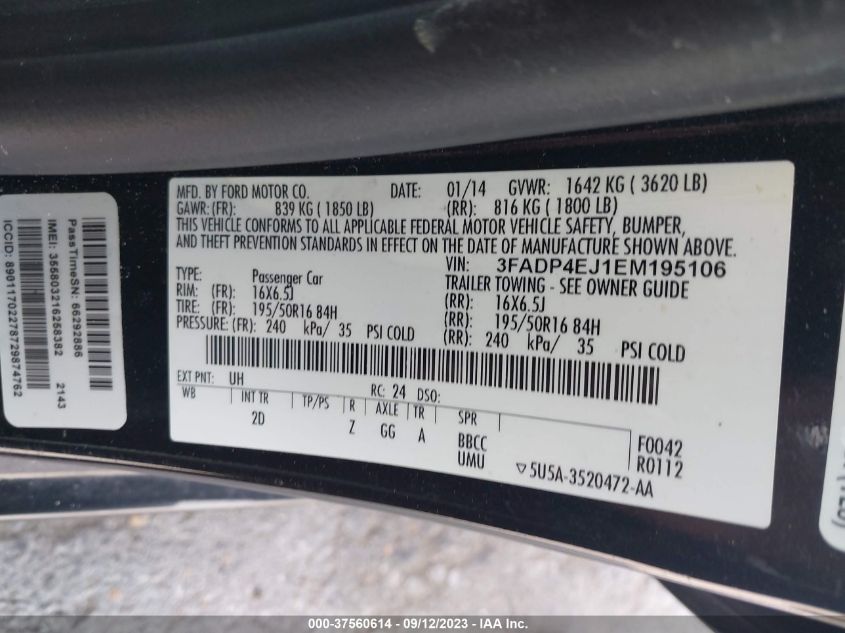 MFD. BY FORD MOTOR CO. DATE: 01/14 GVWR: 1642 KG ( 3620 LB)
GAWR:(FR): 839 KG ( 1850 LB) (RR): 816 KG ( 1800 LB)
THIS VEHICLE CONFORMS TO ALL APPLICABLE FEDERAL MOTOR VEHICLE SAFETY, BUMPER,
AND THEFT PREVENTION STANDARDS IN EFFECT ON THE DATE OF MANUFACTURE SHOWN ABOVE.
VIN: 3FADP4EJ1EM195106
TYPE: Passenger Car TRAILER TOWING - SEE OWNER GUIDE
RIM: (FR): 16X6.5J (RR): 16X6.5J
TIRE: (FR): 195/50R16 84H (RR): 195/50R16 84H
PRESSURE: (FR): 240 kPa/ 35 PSI COLD (RR): 240 kPa/ 35 PSI COLD
EXT PNT: UH RC: 24 DSO:
WB INT TR TP/PS R AXLE TR SPR
2D Z GG A BBCC F0042
UMU R0112
5U5A-3520472-AA
PassTimeSN: 66292886 2143
IMEI: 355803216258382
ICCID: 89011702278729874762
000-37560614 - 09/12/2023 - IAA Inc.